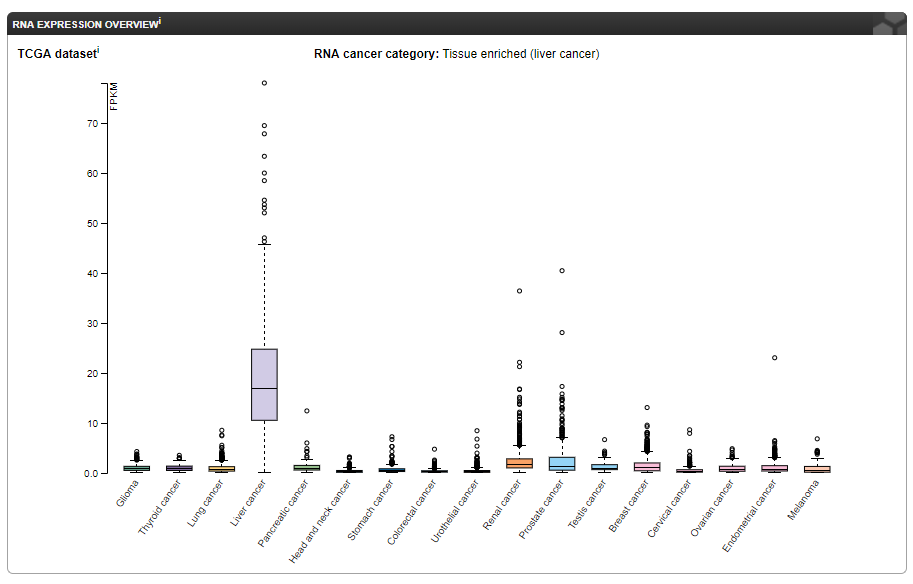 RNA EXPRESSION OVERVIEWi
TCGA dataseti
RNA cancer category: Tissue enriched (liver cancer)
FPKM
70
60
50
40
30
20
10
0.0
Glioma
Thyroid cancer
Lung cancer
Liver cancer
Pancreatic cancer
Head and neck cancer
Stomach cancer
Colorectal cancer
Urothelial cancer
Renal cancer
Prostate cancer
Testis cancer
Breast cancer
Cervical cancer
Ovarian cancer
Endometrial cancer
Melanoma